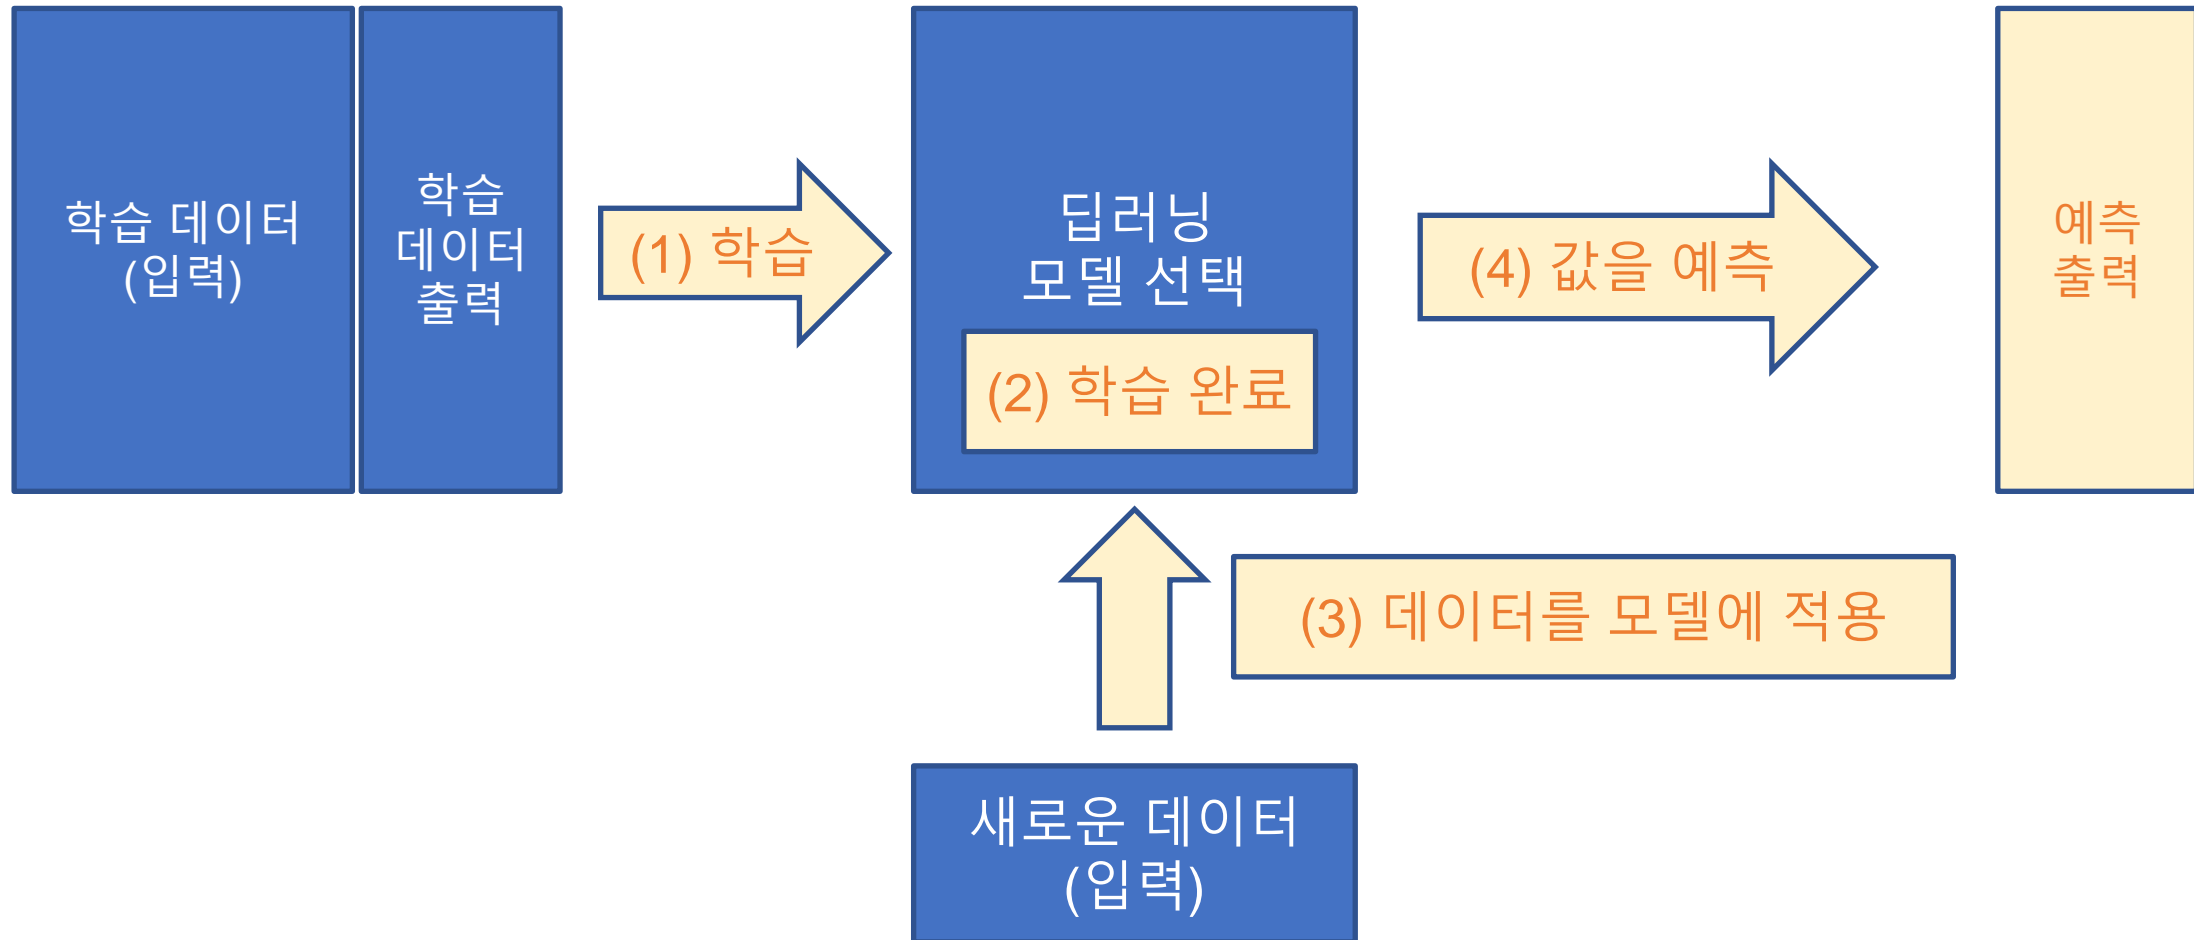 학습 데이터
(입력)
학습
데이터
출력
(1) 학습
딥러닝
모델 선택
(2) 학습 완료
(4) 값을 예측
예측
출력
(3) 데이터를 모델에 적용
새로운 데이터
(입력)